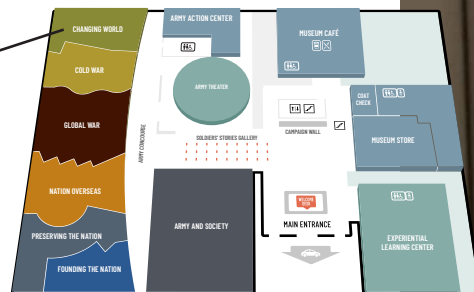 ARMY ACTION CENTER
CHANGING WORLD
MUSEUM CAFÉ
COLD WAR
ARMY THEATER
COAT
CHECK
GLOBAL WAR
CAMPAIGN WALL
ARMY CONCOURSE
SOLDIERS' STORIES GALLERY
MUSEUM STORE
NATION OVERSEAS
WELCOME
DESK
ARMY AND SOCIETY
MAIN ENTRANCE
PRESERVING THE NATION
EXPERIENTIAL
LEARNING CENTER
FOUNDING THE NATION